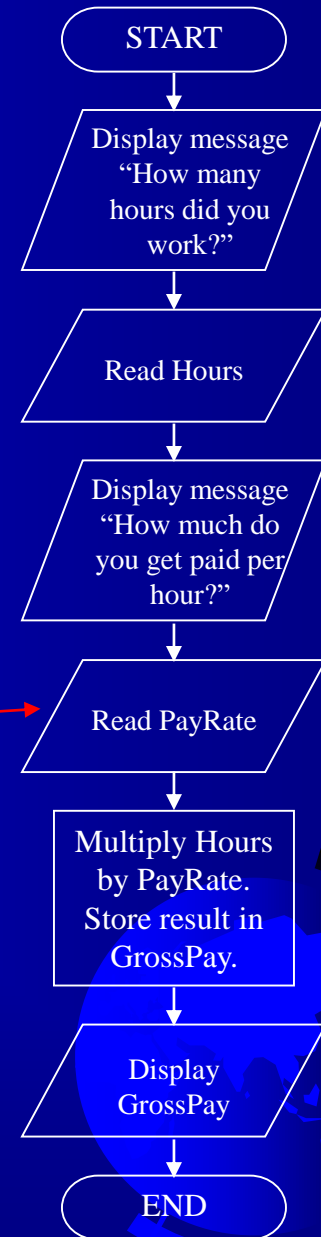 START
Display message
“How many
hours did you
work?”
Read Hours
Display message
“How much do
you get paid per
hour?”
Read PayRate
Multiply Hours
by PayRate.
Store result in
GrossPay.
Display
GrossPay
END